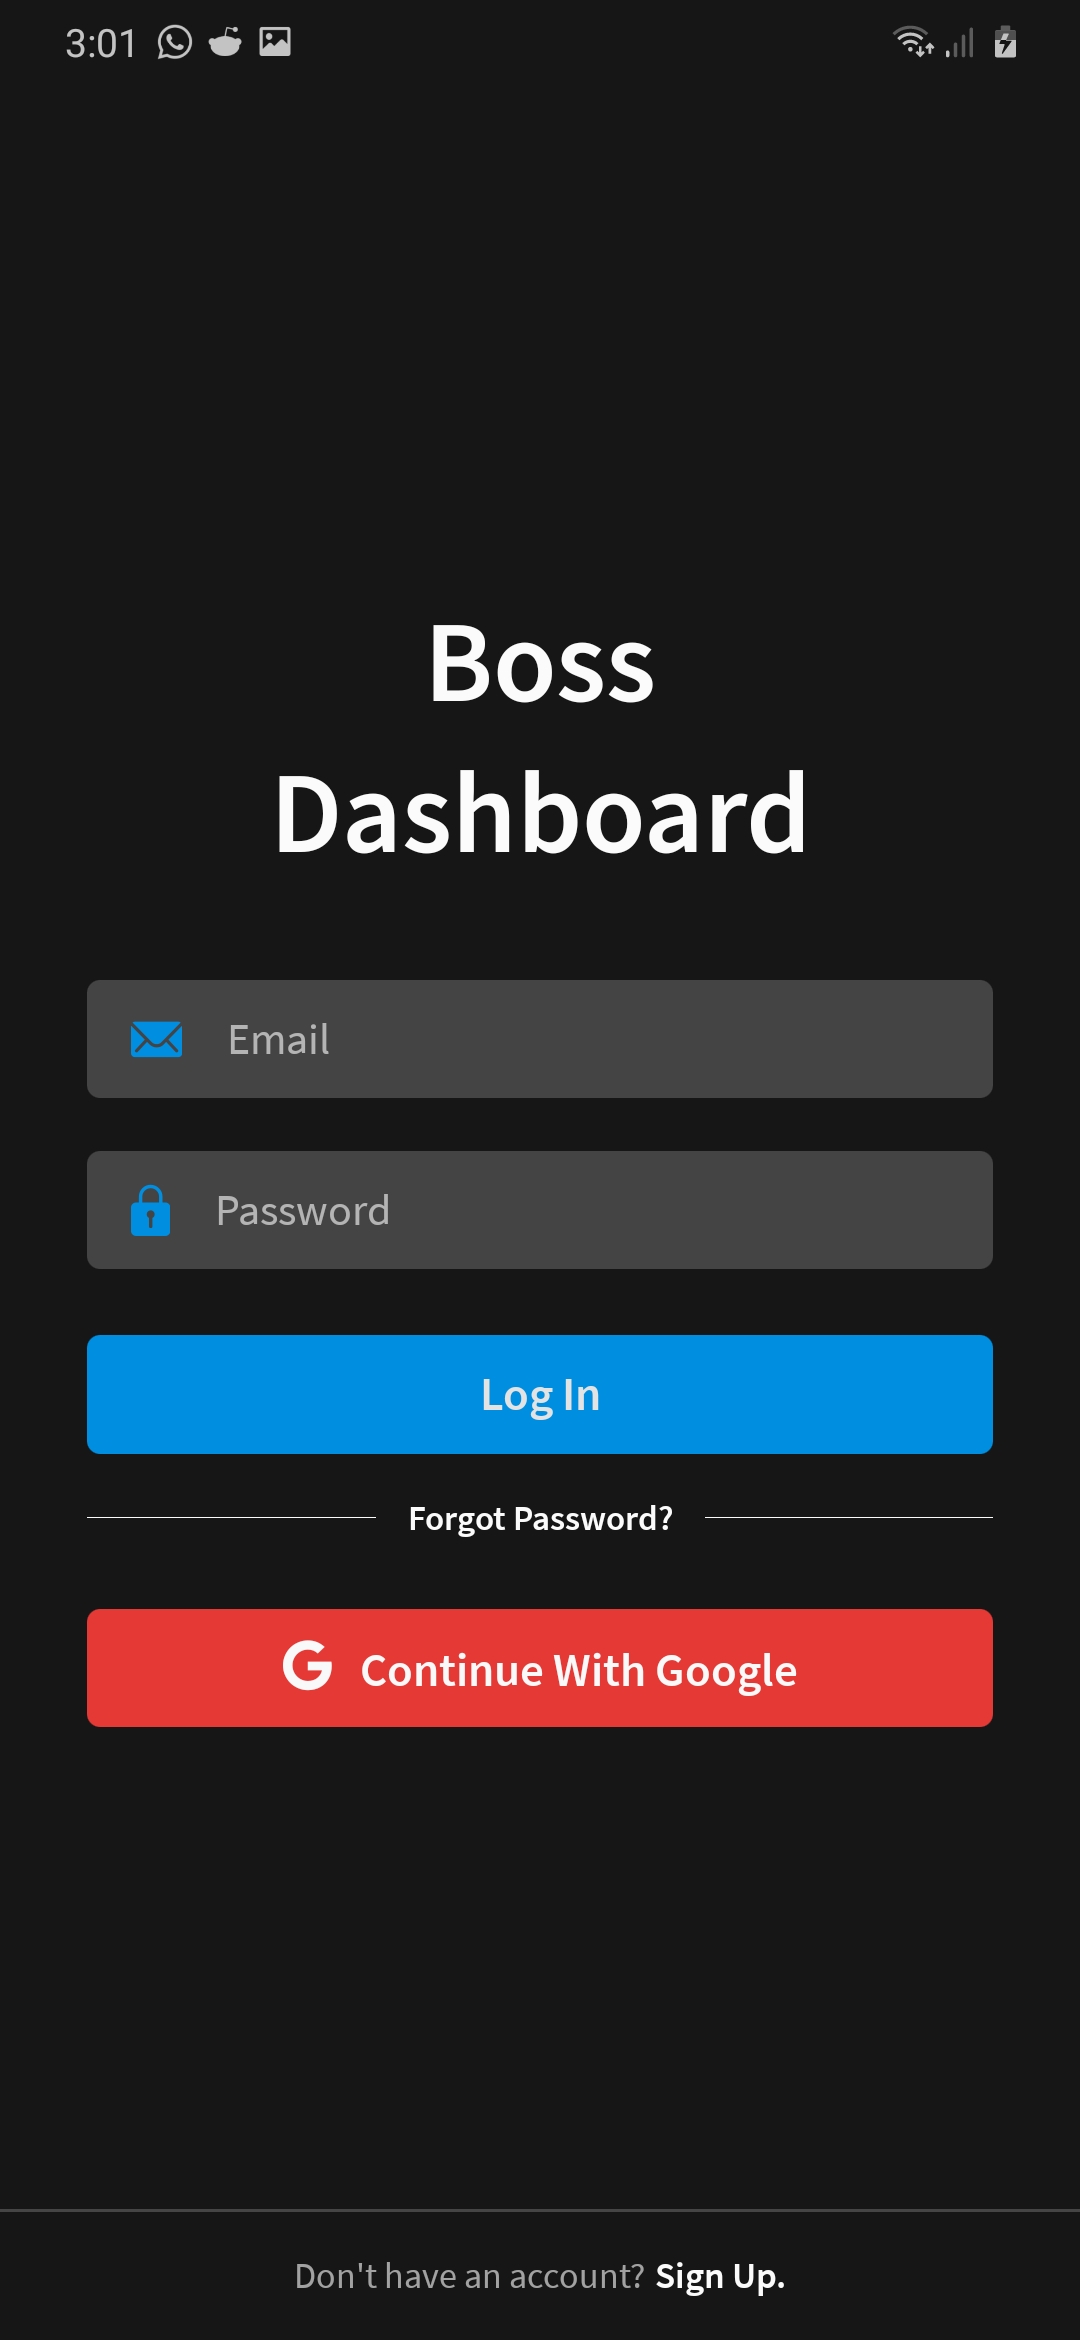 3:01
Boss
Dashboard
Email
Password
Log In
Forgot Password?
Continue With Google
Don't have an account? Sign Up.